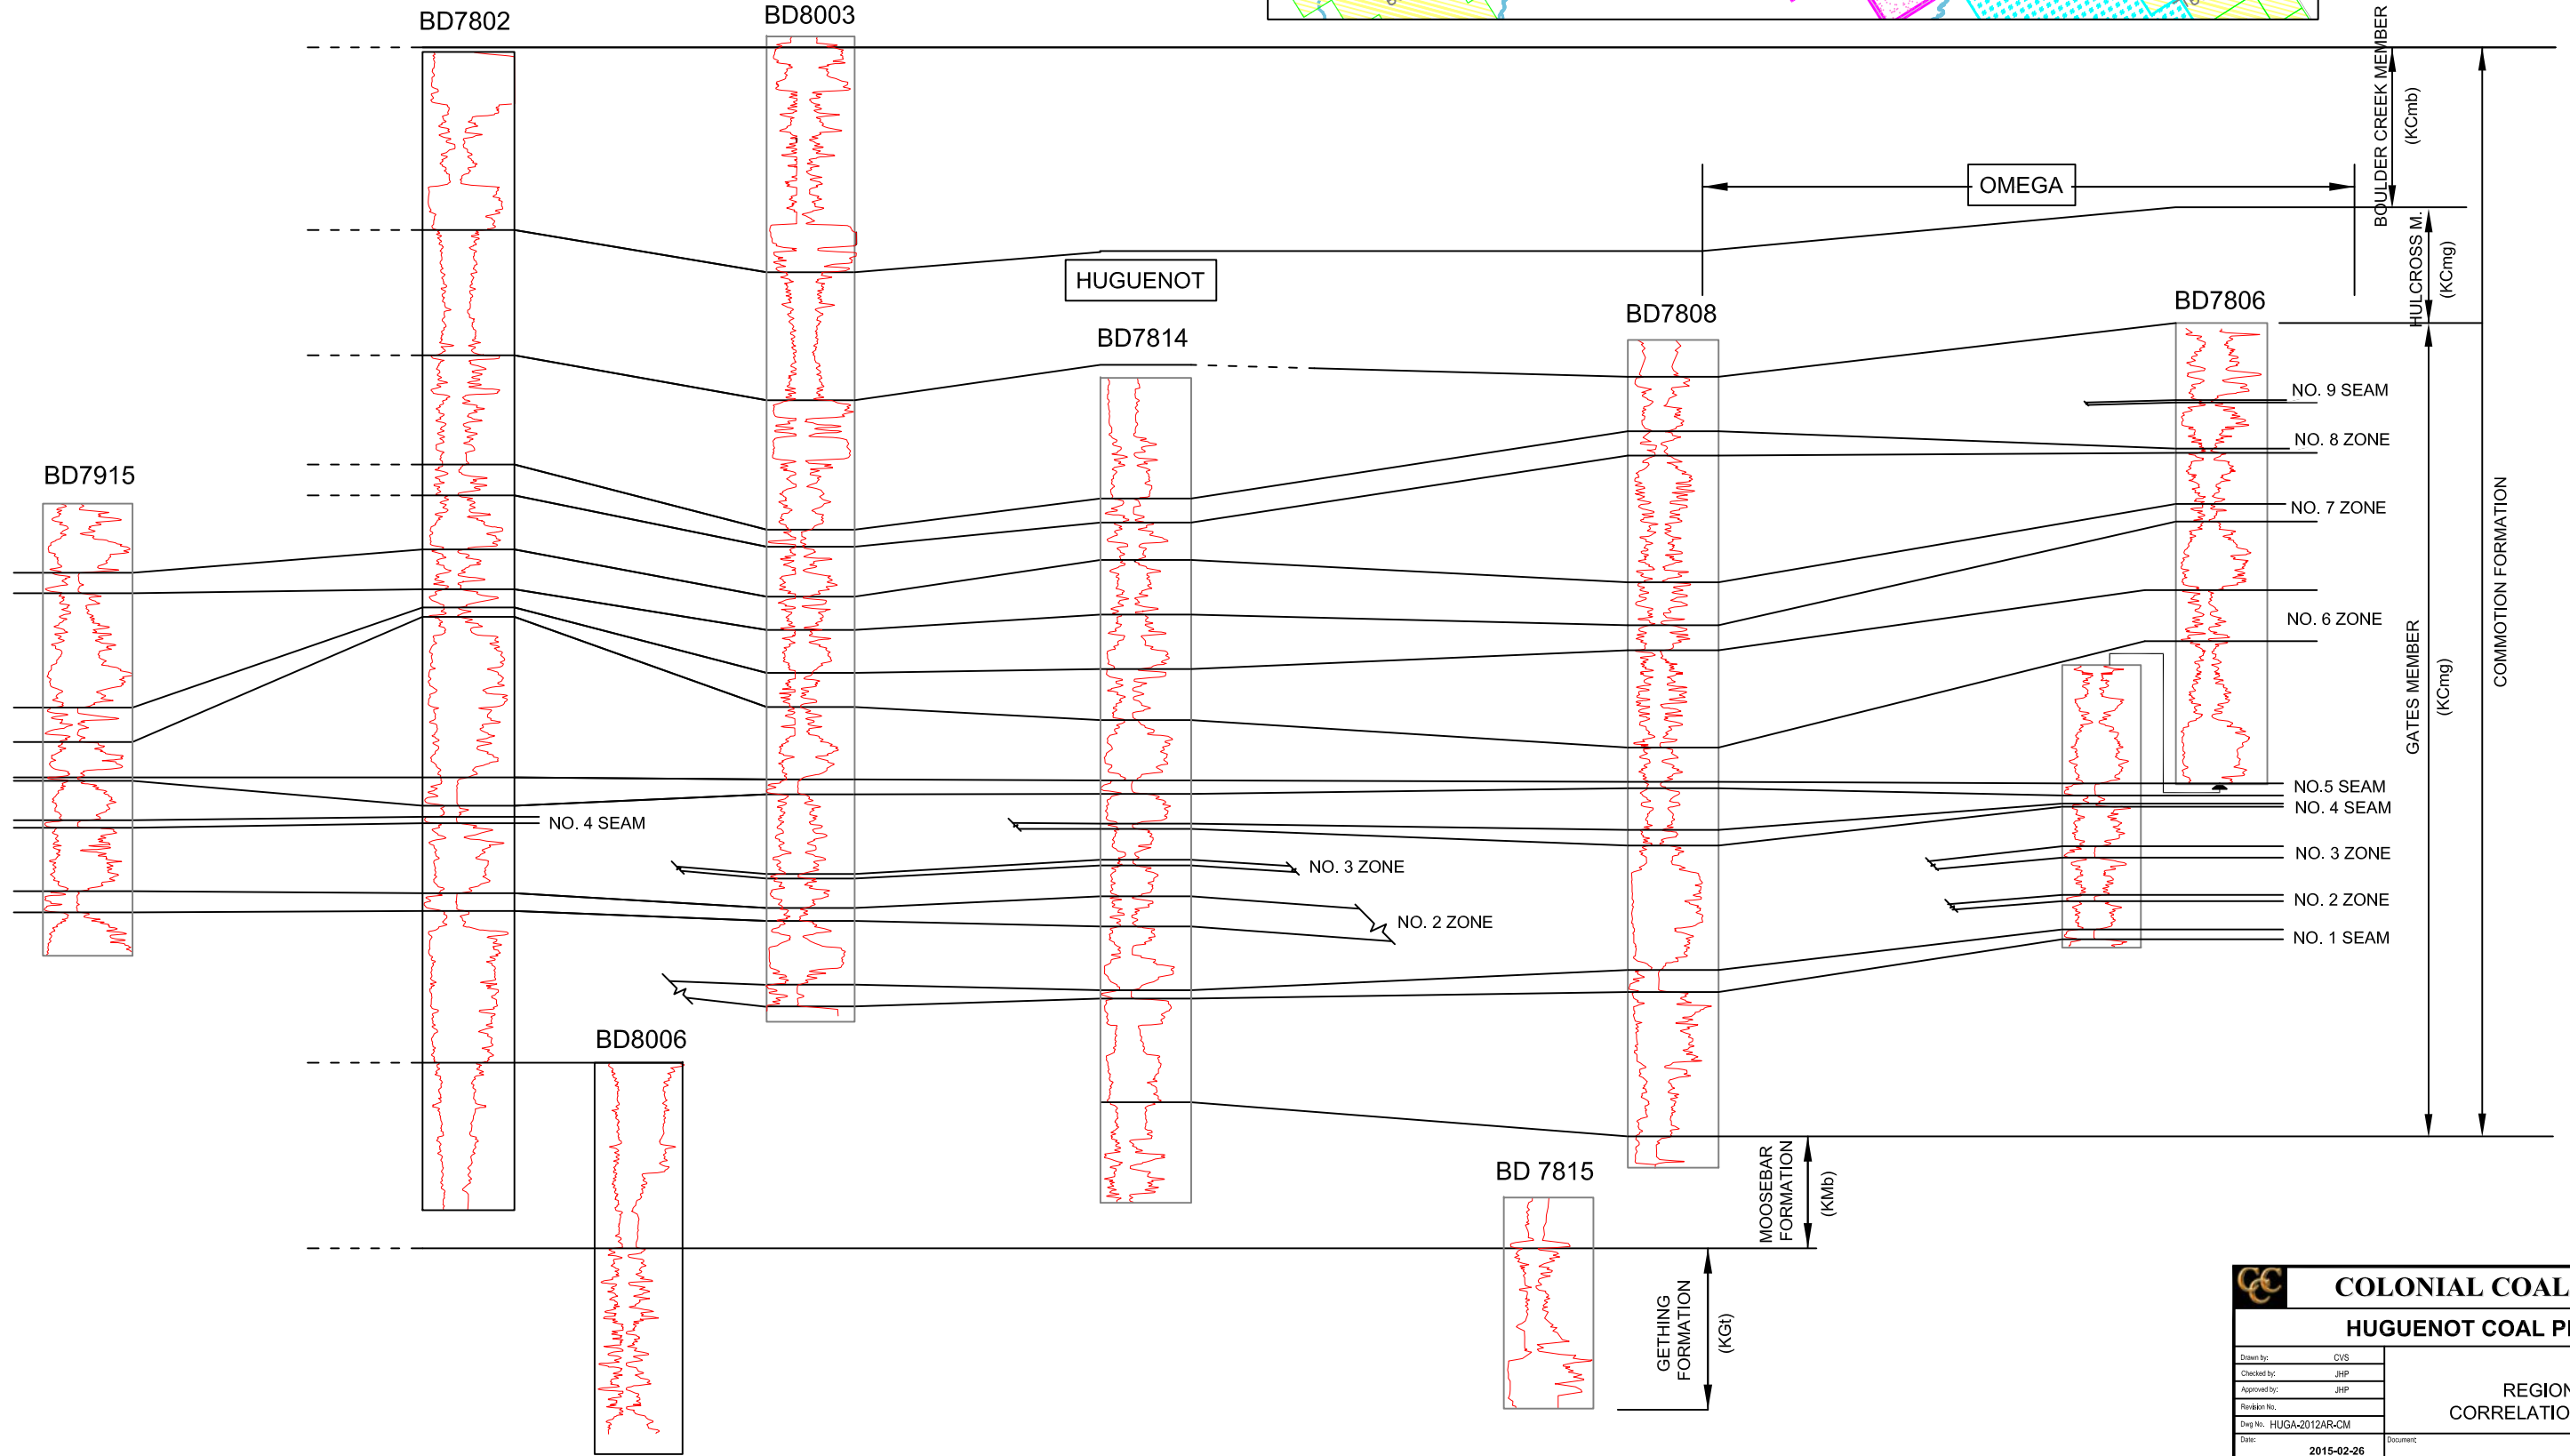 BD7802
BD8003
BOULDER CREEK MEMBER
(KCmb)
OMEGA
HULCROSS M.
(KCmg)
HUGUENOT
BD7814
BD7808
BD7806
NO. 9 SEAM
NO. 8 ZONE
BD7915
NO. 7 ZONE
COMMOTION FORMATION
NO. 6 ZONE
GATES MEMBER
(KCmg)
NO.5 SEAM
NO. 4 SEAM
NO. 4 SEAM
NO. 3 ZONE
NO. 3 ZONE
NO. 2 ZONE
NO. 2 ZONE
NO. 1 SEAM
BD8006
BD 7815
MOOSEBAR
FORMATION
(KMb)
GETHING
FORMATION
(KGt)
CCC
COLONIAL COAL
HUGUENOT COAL
Drawn by: CVS
Checked by: JHP
Approved by: JHP
Revision No.
Dwg No. HUGA-2012AR-CM
Date:
2015-02-26
REGION
CORRELATIO
Document: